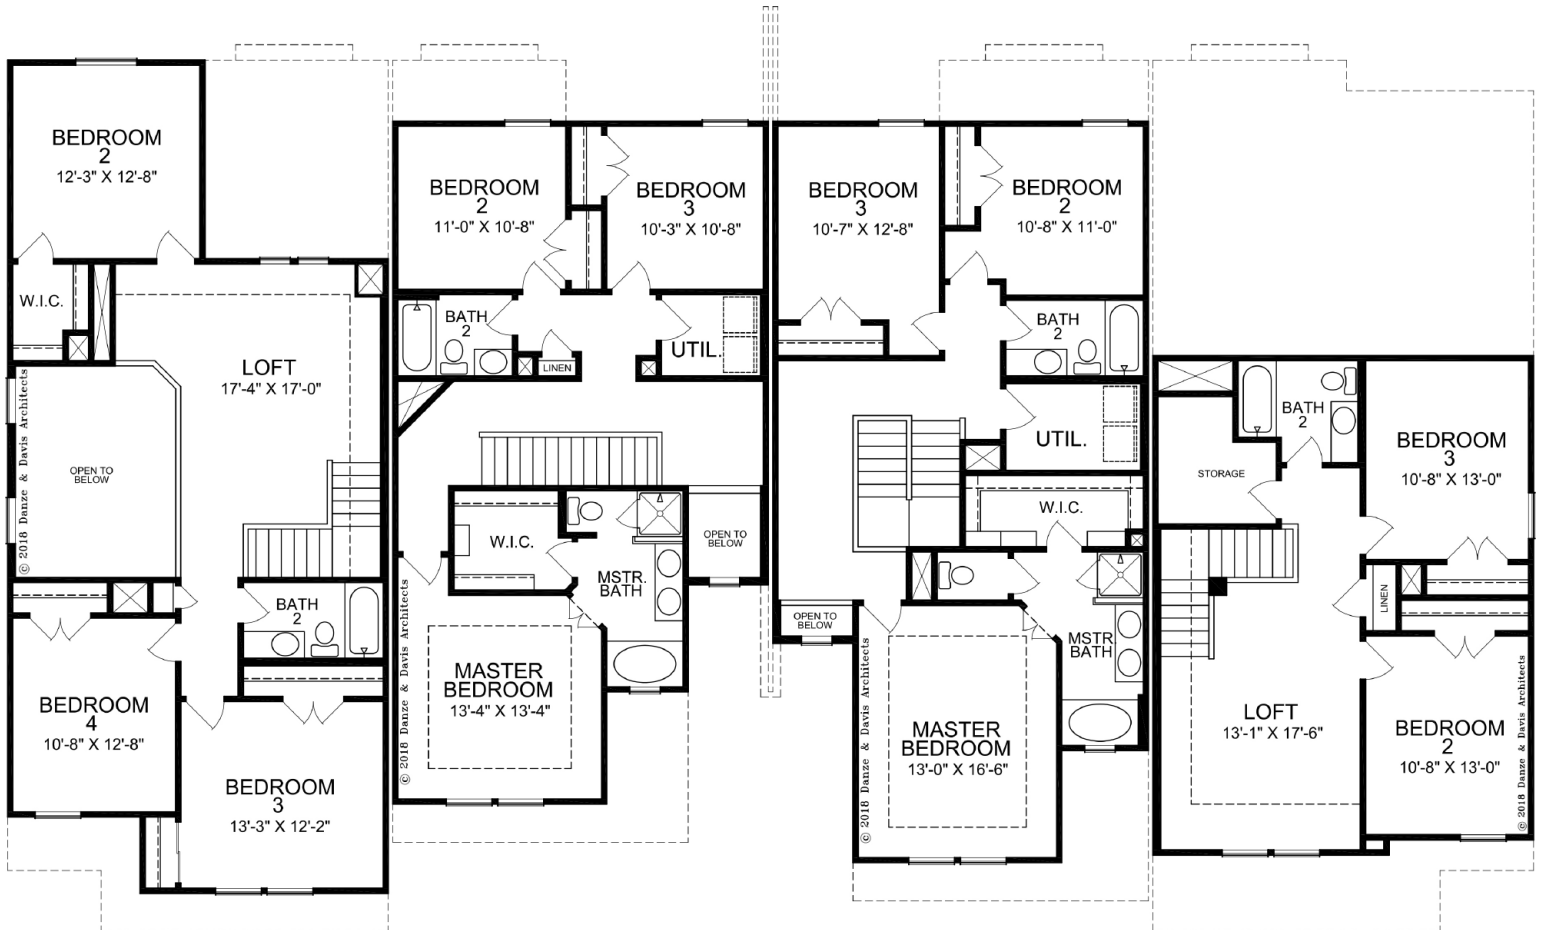 BEDROOM
2
12'-3" X 12'-8"
W.I.C.
LOFT
17'-4" X 17'-0"
OPEN TO
BELOW
© 2018 Danze & Davis Architects
BATH
2
BEDROOM
4
10'-8" X 12'-8"
BEDROOM
3
13'-3" X 12'-2"
BEDROOM
2
11'-0" X 10'-8"
BEDROOM
3
10'-3" X 10'-8"
BATH
2
LINEN
UTIL.
W.I.C.
OPEN TO
BELOW
MSTR.
BATH
© 2018 Danze & Davis Architects
MASTER
BEDROOM
13'-4" X 13'-4"
BEDROOM
3
10'-7" X 12'-8"
BEDROOM
2
10'-8" X 11'-0"
BATH
2
UTIL.
W.I.C.
OPEN TO
BELOW
MSTR.
BATH
© 2018 Danze & Davis Architects
MASTER
BEDROOM
13'-0" X 16'-6"
BATH
2
STORAGE
BEDROOM
3
10'-8" X 13'-0"
LINEN
LOFT
13'-1" X 17'-6"
BEDROOM
2
10'-8" X 13'-0"
© 2018 Danze & Davis Architects